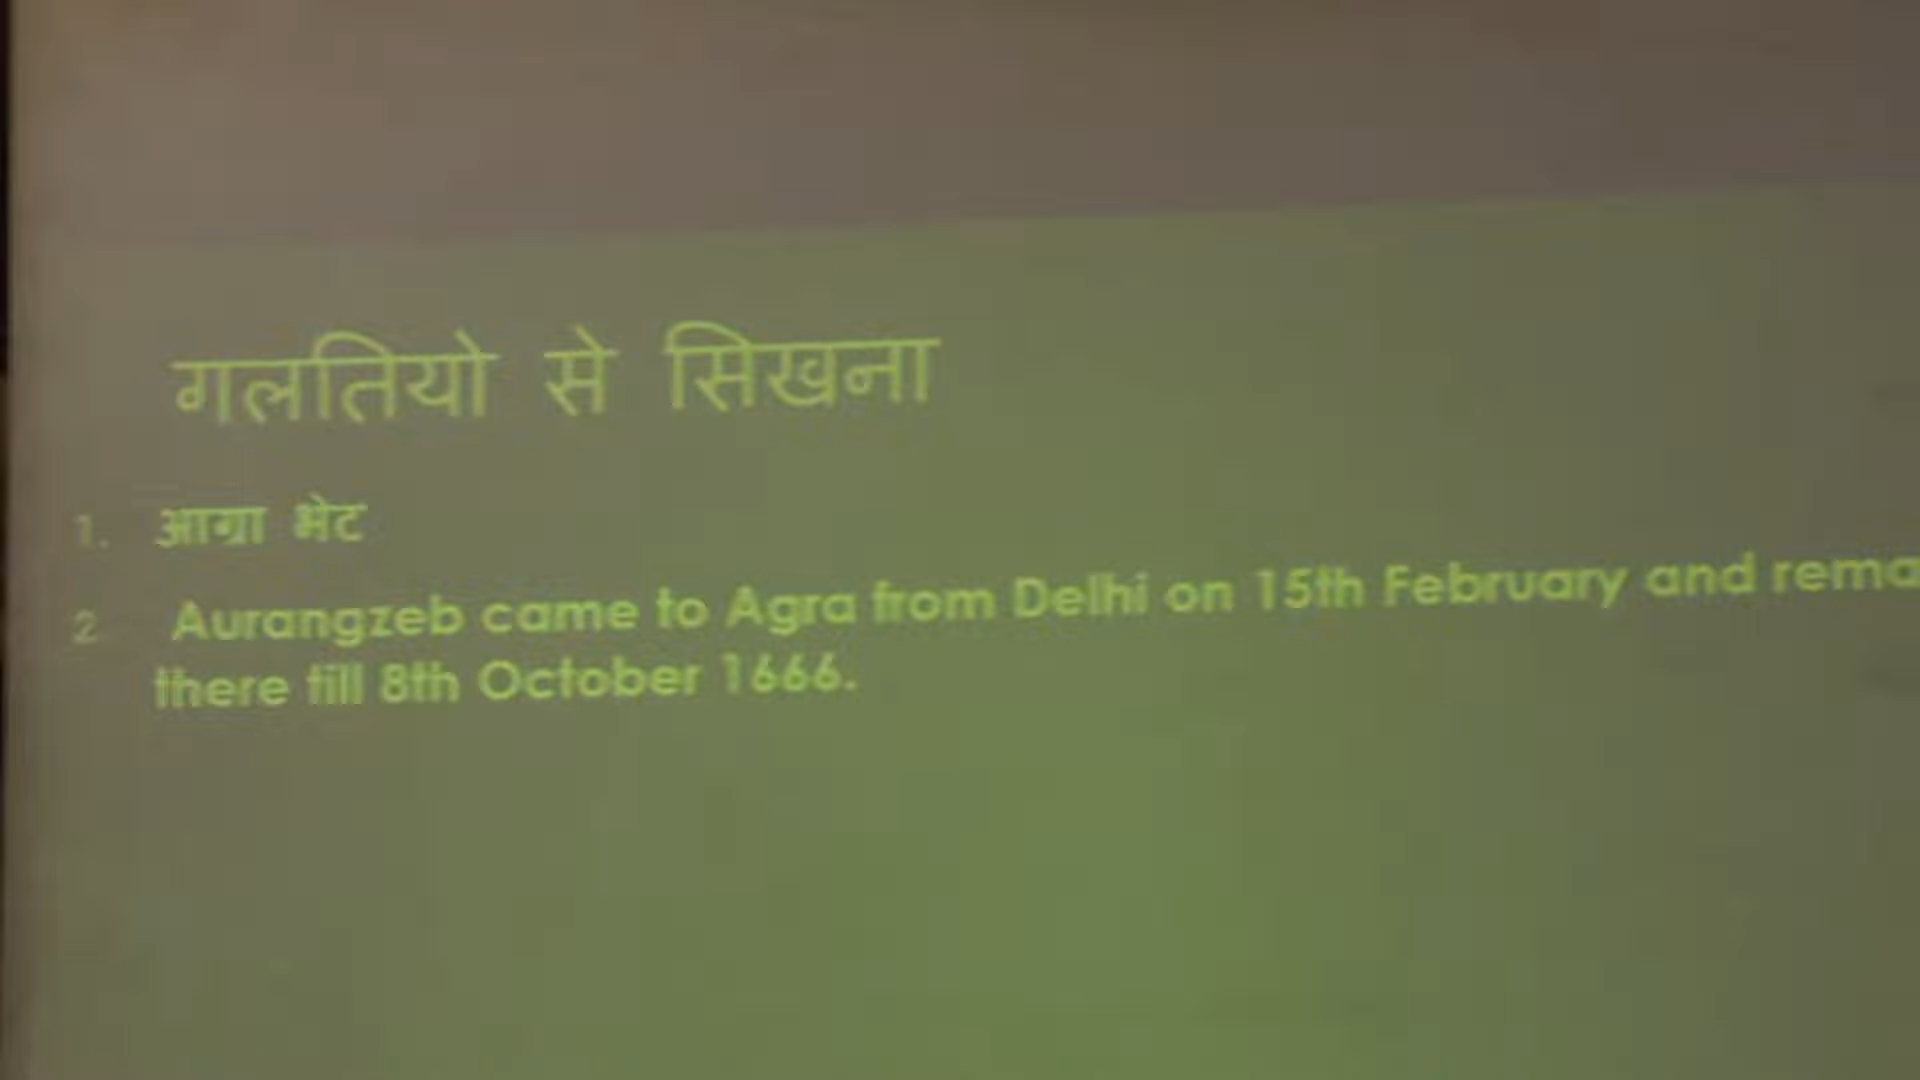 गलतियो से सिखना
1. आग्रा भेट
2. Aurangzeb came to Agra from Delhi on 15th February and rema
there till 8th October 1666.